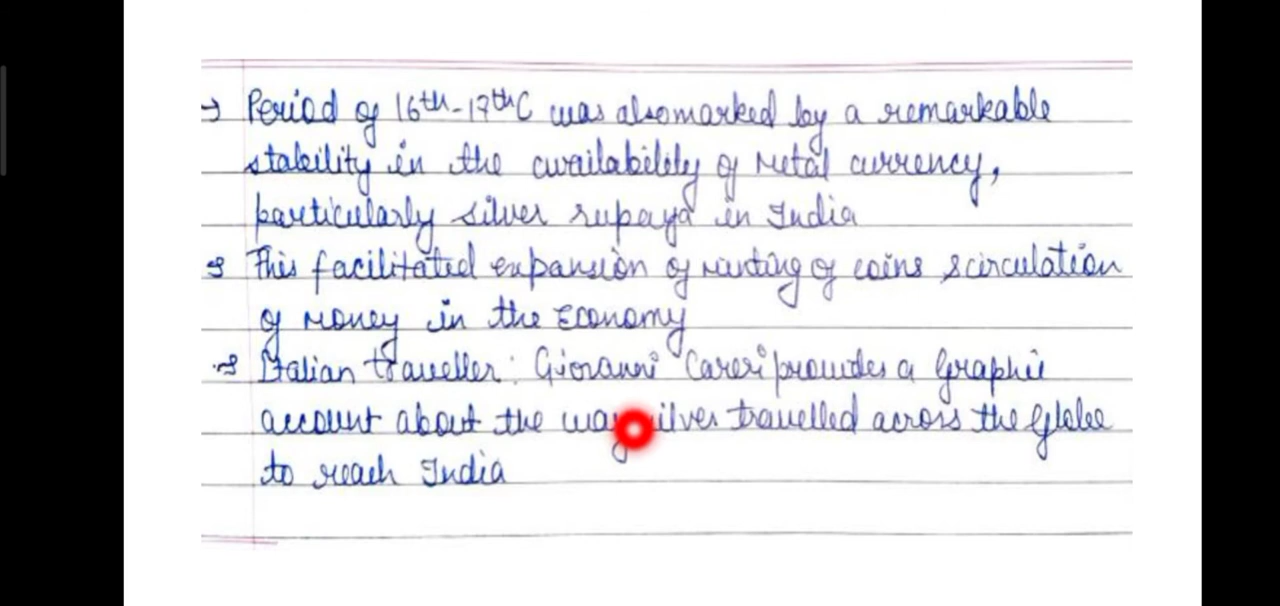 → Period of 16th-17th C was also marked by a remarkable
stability in the availability of metal currency,
particularly silver rupaya in India
→ This facilitated expansion of minting of coins & circulation
of money in the Economy
→ Italian traveller: Giovanni Careri provides a Graphic
account about the way silver travelled across the Globe
to reach India